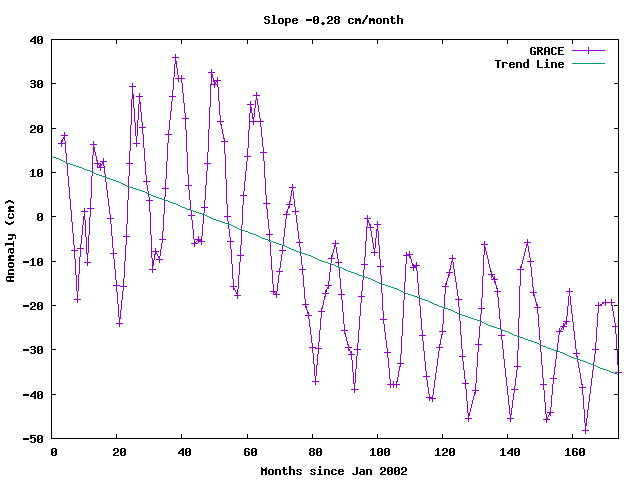 Slope -0.28 cm/month
GRACE
Trend Line
40
30
20
10
0
-10
-20
-30
-40
-50
Anomaly (cm)
0 20 40 60 80 100 120 140 160
Months since Jan 2002